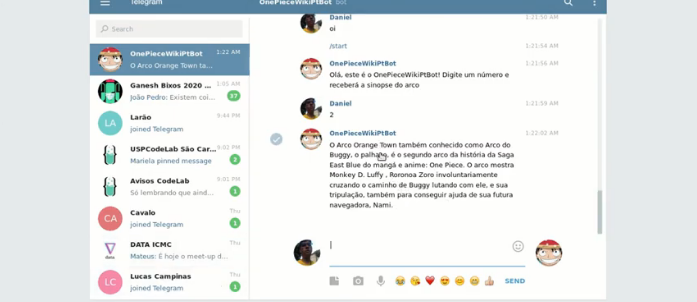 Telegram
OnePieceWikiPtBot bot
Search
OnePieceWikiPtBot 1:22 AM
O Arco Orange Town ta...
Ganesh Bixos 2020 ... 1:05 AM
João Pedro: Existem coi... 37
LA Larão 9:44 PM
joined Telegram
USPCodeLab São Car... 9:02 PM
Mariela pinned message 2
Avisos CodeLab 6:01 PM
Só lembrando que aind... 1
CA Cavalo Thu
joined Telegram 1
DATA ICMC Thu
Mateus: É hoje o meet-up d...
LC Lucas Campinas Thu
joined Telegram 1
Daniel 1:21:50 AM
oi
/start 1:21:54 AM
OnePieceWikiPtBot 1:21:56 AM
Olá, este é o OnePieceWikiPtBot! Digite um número e
receberá a sinopse do arco
Daniel 1:21:59 AM
2
OnePieceWikiPtBot 1:22:02 AM
O Arco Orange Town também conhecido como Arco do
Buggy, o palhaço, é o segundo arco da história da Saga
East Blue do mangá e anime: One Piece. O arco mostra
Monkey D. Luffy , Roronoa Zoro involuntariamente
cruzando o caminho de Buggy lutando com ele, e sua
tripulação, também para conseguir ajuda de sua futura
navegadora, Nami.
SEND